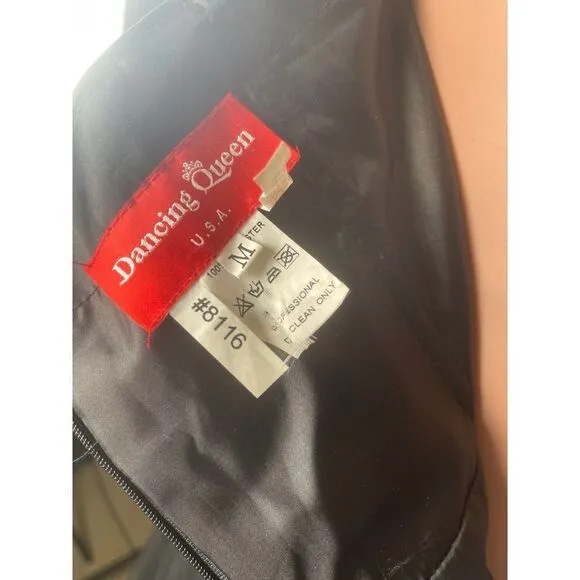 Dancing Queen
U.S.A.
M
#8116
PROFESSIONAL
CLEAN ONLY